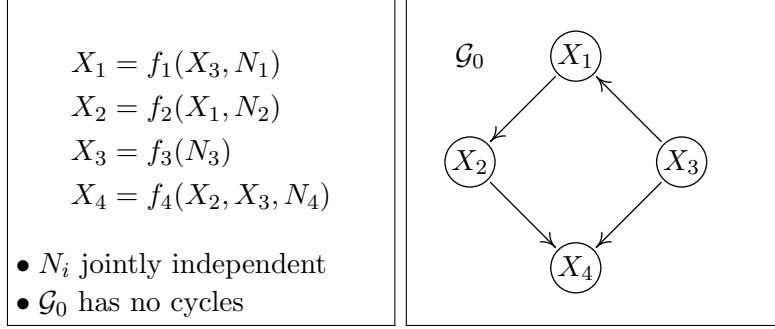 X₁ = f₁(X₃, N₁)
X₂ = f₂(X₁, N₂)
X₃ = f₃(N₃)
X₄ = f₄(X₂, X₃, N₄)
• Nᵢ jointly independent
• 𝒢₀ has no cycles
𝒢₀
X₁
X₂
X₃
X₄